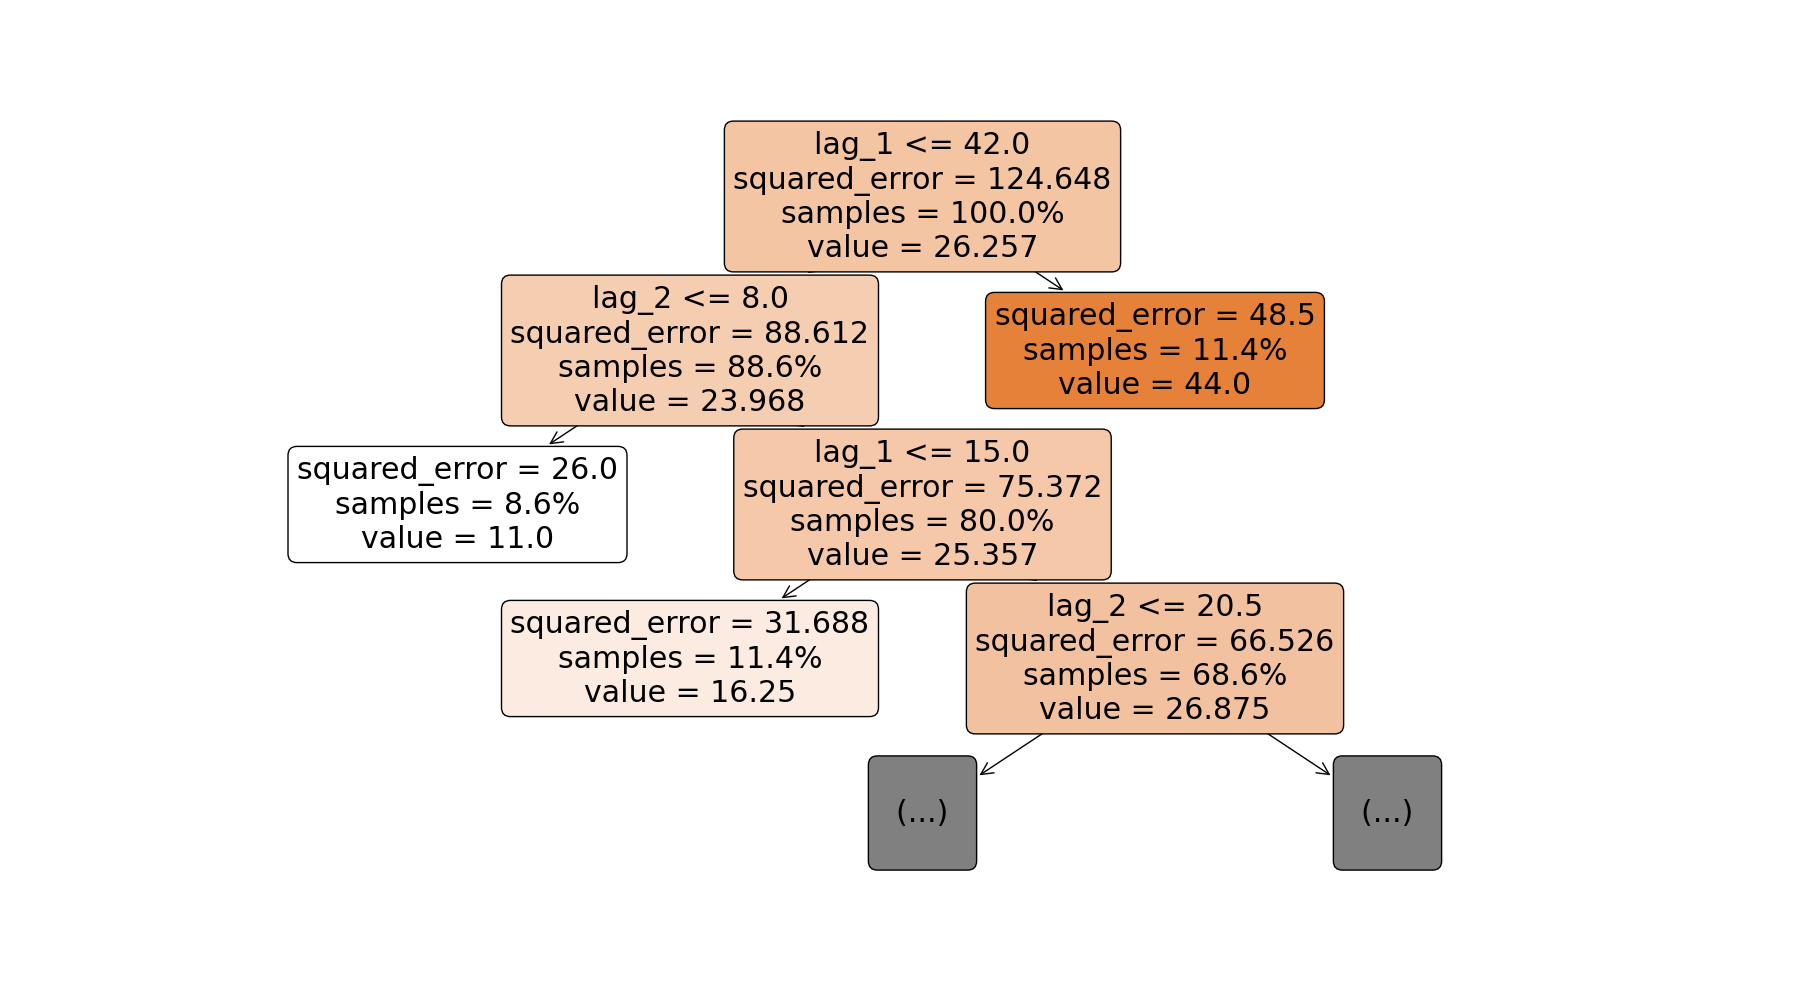 lag_1 <= 42.0
squared_error = 124.648
samples = 100.0%
value = 26.257
lag_2 <= 8.0
squared_error = 88.612
samples = 88.6%
value = 23.968
squared_error = 48.5
samples = 11.4%
value = 44.0
squared_error = 26.0
samples = 8.6%
value = 11.0
lag_1 <= 15.0
squared_error = 75.372
samples = 80.0%
value = 25.357
squared_error = 31.688
samples = 11.4%
value = 16.25
lag_2 <= 20.5
squared_error = 66.526
samples = 68.6%
value = 26.875
(...)
(...)